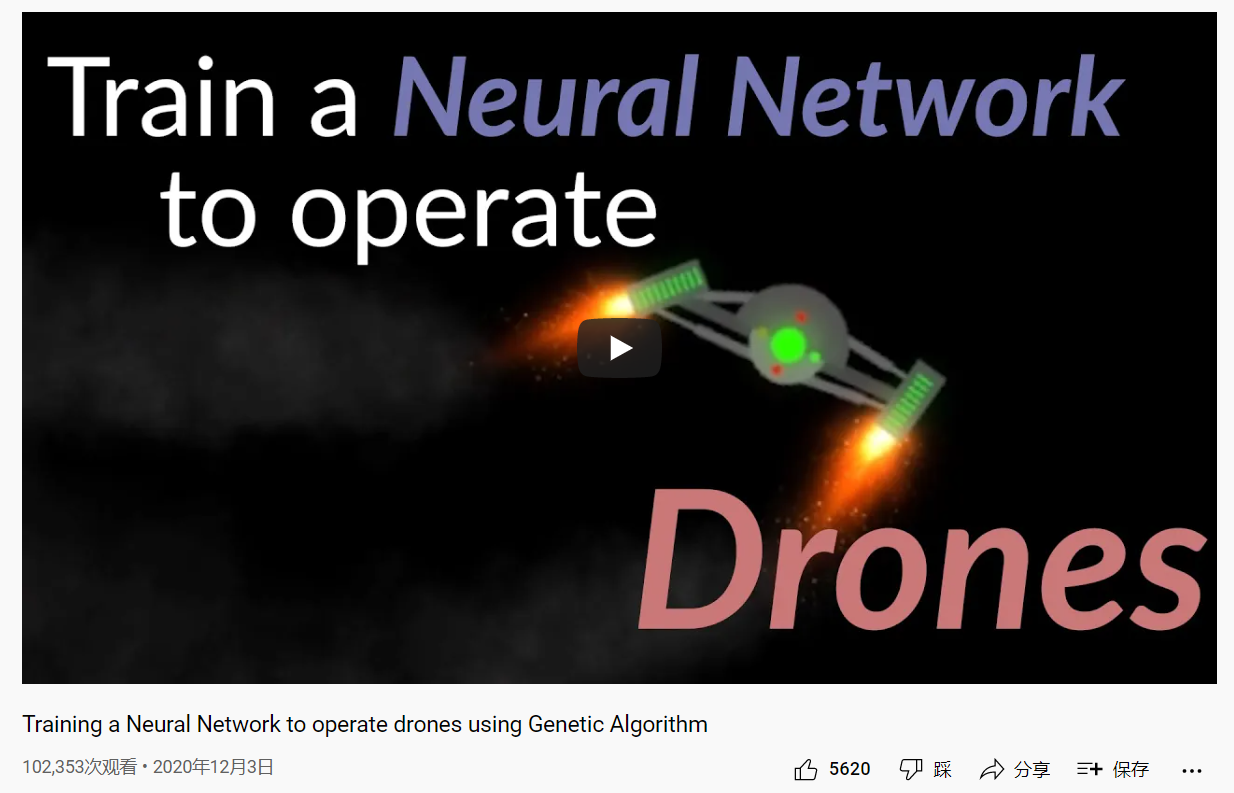 Train a Neural Network
to operate
Drones
Training a Neural Network to operate drones using Genetic Algorithm
102,353次观看 • 2020年12月3日
5620 踩 分享 保存